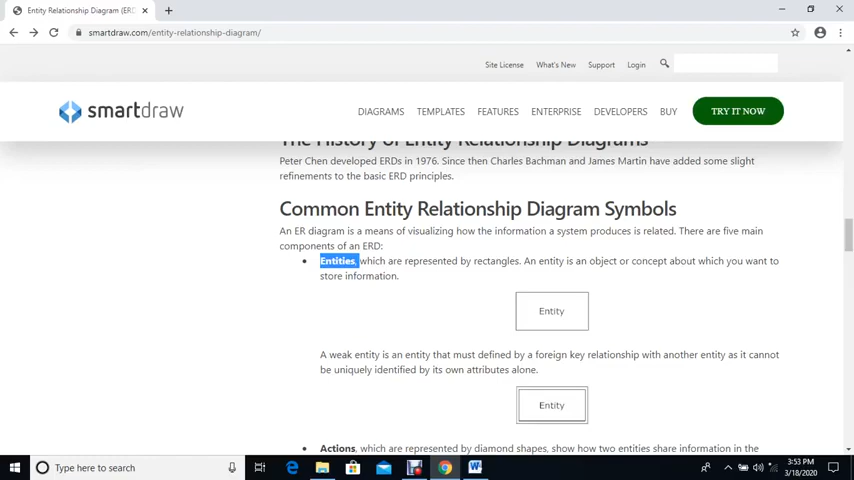 Entity Relationship Diagram (ERD
smartdraw.com/entity-relationship-diagram/
Site License What's New Support Login
smartdraw DIAGRAMS TEMPLATES FEATURES ENTERPRISE DEVELOPERS BUY TRY IT NOW
The History of Entity Relationship Diagrams
Peter Chen developed ERDs in 1976. Since then Charles Bachman and James Martin have added some slight
refinements to the basic ERD principles.
Common Entity Relationship Diagram Symbols
An ER diagram is a means of visualizing how the information a system produces is related. There are five main
components of an ERD:
• Entities, which are represented by rectangles. An entity is an object or concept about which you want to
store information.
Entity
A weak entity is an entity that must defined by a foreign key relationship with another entity as it cannot
be uniquely identified by its own attributes alone.
Entity
• Actions, which are represented by diamond shapes, show how two entities share information in the
Type here to search
3:53 PM
3/18/2020